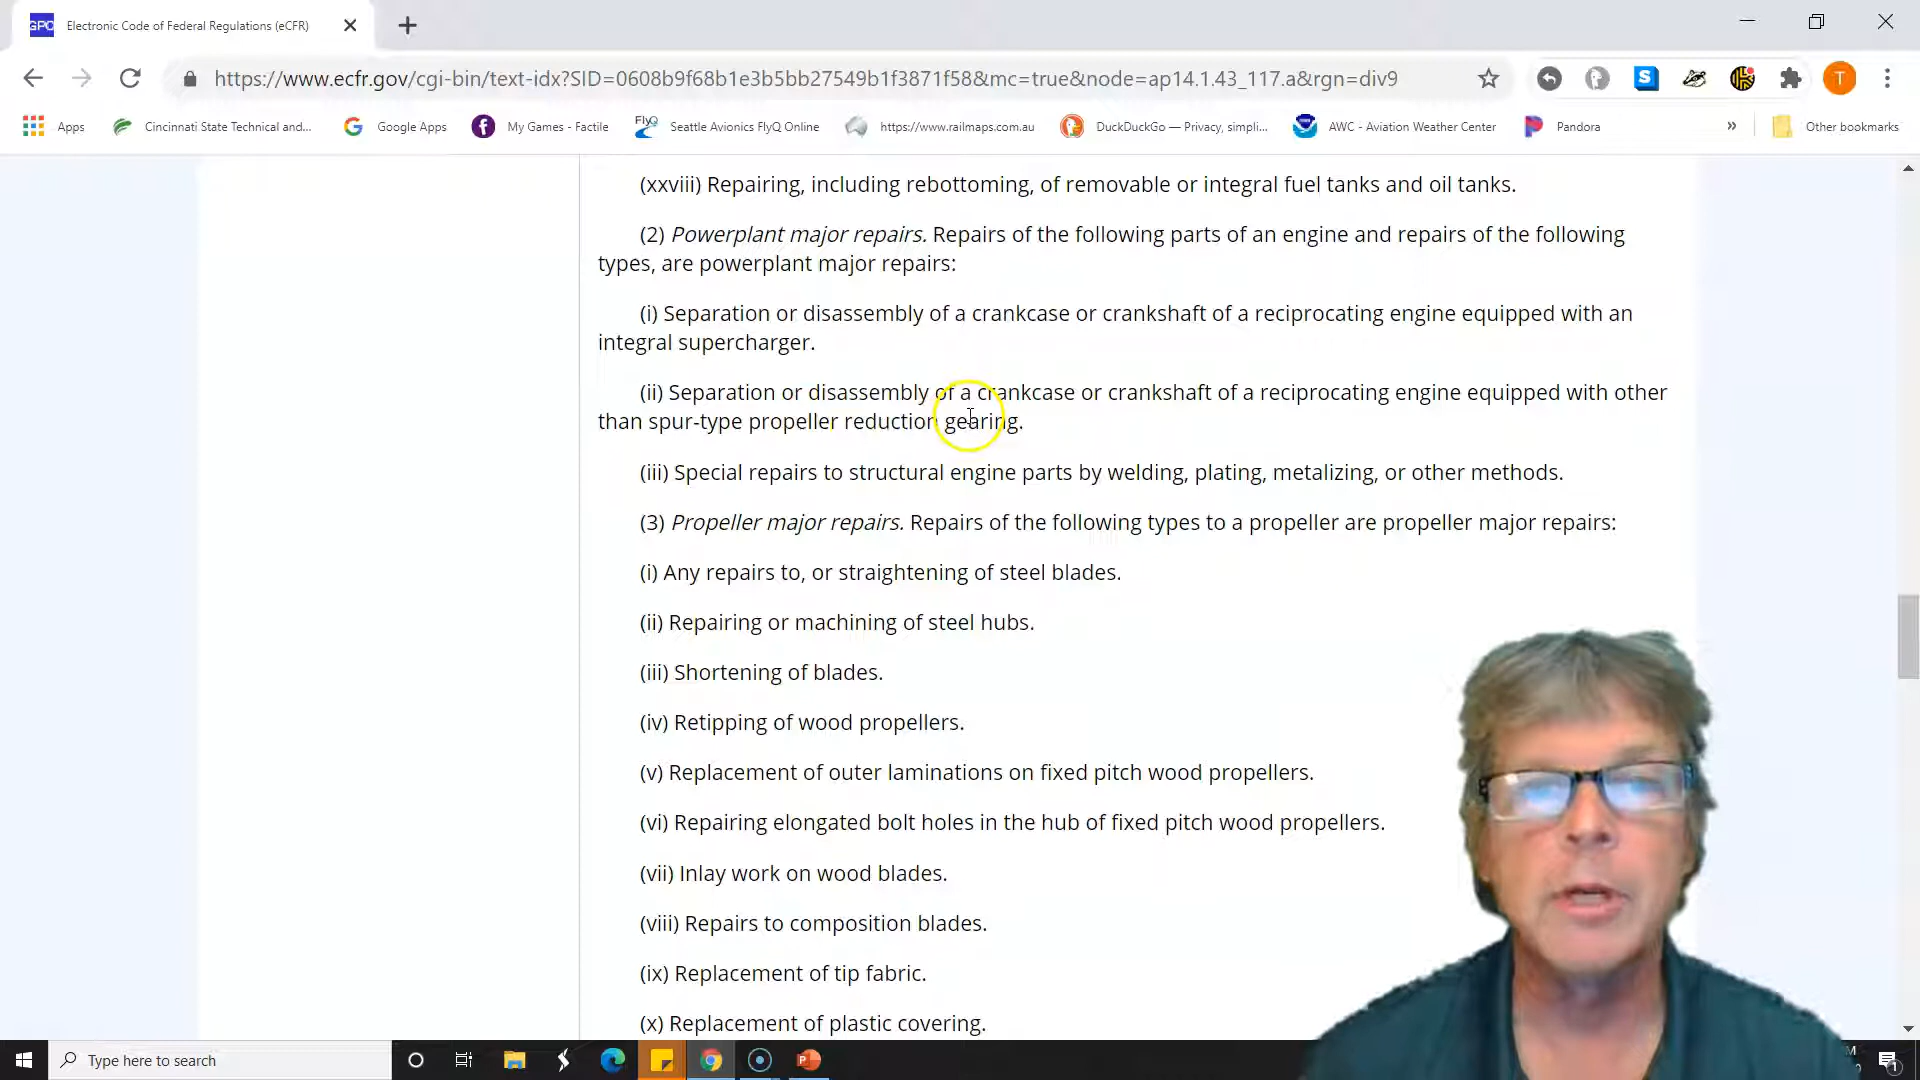 GPO Electronic Code of Federal Regulations (eCFR)
https://www.ecfr.gov/cgi-bin/text-idx?SID=0608b9f68b1e3b5bb27549b1f3871f58&mc=true&node=ap14.1.43_117.a&rgn=div9
S
T
Apps
Cincinnati State Technical and...
Google Apps
My Games - Factile
FlyQ
Seattle Avionics FlyQ Online
https://www.railmaps.com.au
DuckDuckGo — Privacy, simpli...
AWC - Aviation Weather Center
Pandora
»
Other bookmarks
(xxviii) Repairing, including rebottoming, of removable or integral fuel tanks and oil tanks.
(2) Powerplant major repairs. Repairs of the following parts of an engine and repairs of the following
types, are powerplant major repairs:
(i) Separation or disassembly of a crankcase or crankshaft of a reciprocating engine equipped with an
integral supercharger.
(ii) Separation or disassembly of a crankcase or crankshaft of a reciprocating engine equipped with other
than spur-type propeller reduction gearing.
(iii) Special repairs to structural engine parts by welding, plating, metalizing, or other methods.
(3) Propeller major repairs. Repairs of the following types to a propeller are propeller major repairs:
(i) Any repairs to, or straightening of steel blades.
(ii) Repairing or machining of steel hubs.
(iii) Shortening of blades.
(iv) Retipping of wood propellers.
(v) Replacement of outer laminations on fixed pitch wood propellers.
(vi) Repairing elongated bolt holes in the hub of fixed pitch wood propellers.
(vii) Inlay work on wood blades.
(viii) Repairs to composition blades.
(ix) Replacement of tip fabric.
(x) Replacement of plastic covering.
Type here to search